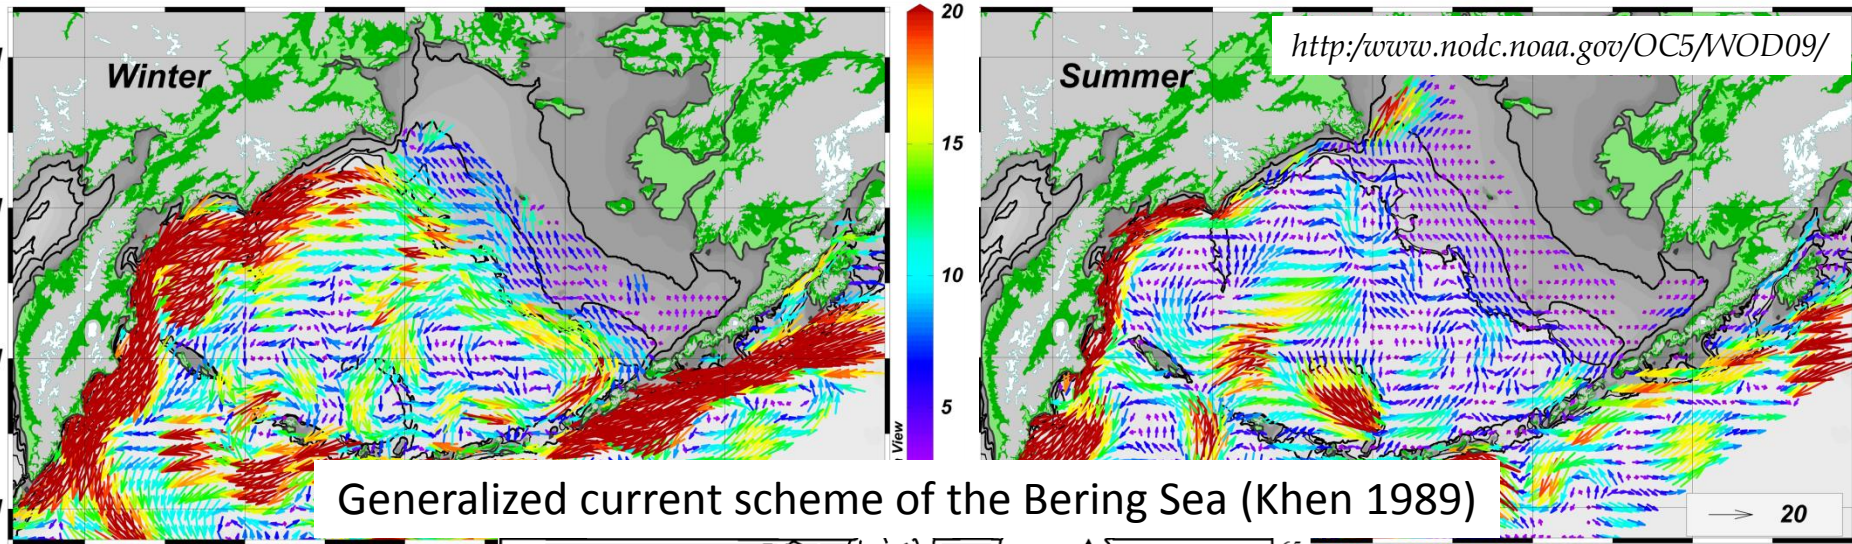 Winter
20
15
10
5
View
Summer
http:/www.nodc.noaa.gov/OC5/WOD09/
20
Generalized current scheme of the Bering Sea (Khen 1989)